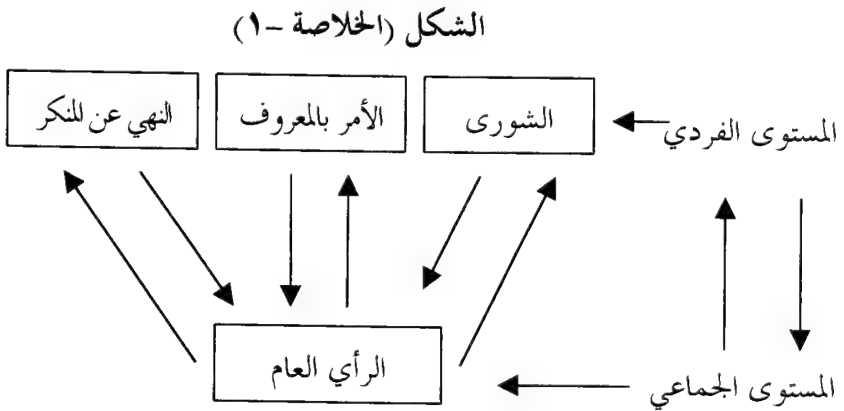 الشكل (الخلاصة -١)
المستوى الفردي
الشورى
الأمر بالمعروف
النهي عن المنكر
المستوى الجماعي
الرأي العام